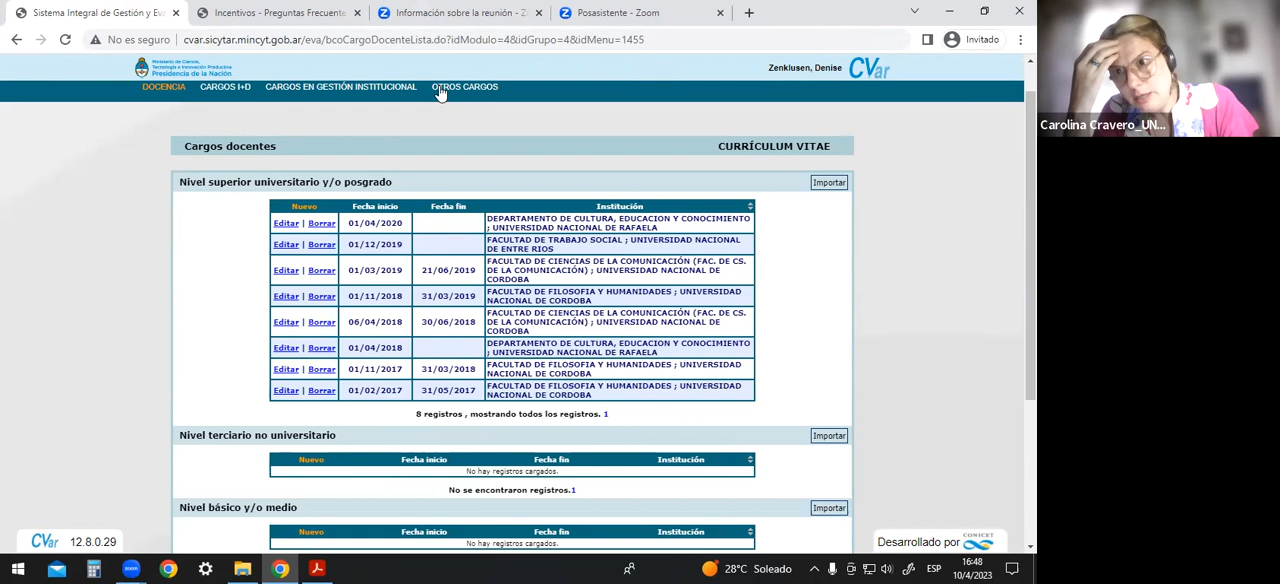 Sistema Integral de Gestión y Eva
Incentivos - Preguntas Frecuente
Información sobre la reunión - Z
Posasistente - Zoom
No es seguro
cvar.sicytar.mincyt.gob.ar/eva/bcoCargoDocenteLista.do?idModulo=4&idGrupo=4&idMenu=1455
Invitado
Ministerio de Ciencia,
Tecnología e Innovación Productiva
Presidencia de la Nación
Zenklusen, Denise
CVar
DOCENCIA
CARGOS I+D
CARGOS EN GESTIÓN INSTITUCIONAL
OTROS CARGOS
Carolina Cravero_UN...
Cargos docentes
CURRÍCULUM VITAE
Nivel superior universitario y/o posgrado
Importar
Nuevo Fecha inicio Fecha fin Institución
Editar | Borrar 01/04/2020 DEPARTAMENTO DE CULTURA, EDUCACION Y CONOCIMIENTO
; UNIVERSIDAD NACIONAL DE RAFAELA
Editar | Borrar 01/12/2019 FACULTAD DE TRABAJO SOCIAL ; UNIVERSIDAD NACIONAL
DE ENTRE RIOS
Editar | Borrar 01/03/2019 21/06/2019 FACULTAD DE CIENCIAS DE LA COMUNICACIÓN (FAC. DE CS.
DE LA COMUNICACIÓN) ; UNIVERSIDAD NACIONAL DE
CORDOBA
Editar | Borrar 01/11/2018 31/03/2019 FACULTAD DE FILOSOFIA Y HUMANIDADES ; UNIVERSIDAD
NACIONAL DE CORDOBA
Editar | Borrar 06/04/2018 30/06/2018 FACULTAD DE CIENCIAS DE LA COMUNICACIÓN (FAC. DE CS.
DE LA COMUNICACIÓN) ; UNIVERSIDAD NACIONAL DE
CORDOBA
Editar | Borrar 01/04/2018 DEPARTAMENTO DE CULTURA, EDUCACION Y CONOCIMIENTO
; UNIVERSIDAD NACIONAL DE RAFAELA
Editar | Borrar 01/11/2017 31/03/2018 FACULTAD DE FILOSOFIA Y HUMANIDADES ; UNIVERSIDAD
NACIONAL DE CORDOBA
Editar | Borrar 01/02/2017 31/05/2017 FACULTAD DE FILOSOFIA Y HUMANIDADES ; UNIVERSIDAD
NACIONAL DE CORDOBA
8 registros , mostrando todos los registros. 1
Nivel terciario no universitario
Importar
Nuevo Fecha inicio Fecha fin Institución
No hay registros cargados.
No se encontraron registros.1
Nivel básico y/o medio
Importar
Nuevo Fecha inicio Fecha fin Institución
No hay registros cargados.
CVar 12.8.0.29
Desarrollado por CONICET
zoom
28°C Soleado
ESP
16:48
10/4/2023